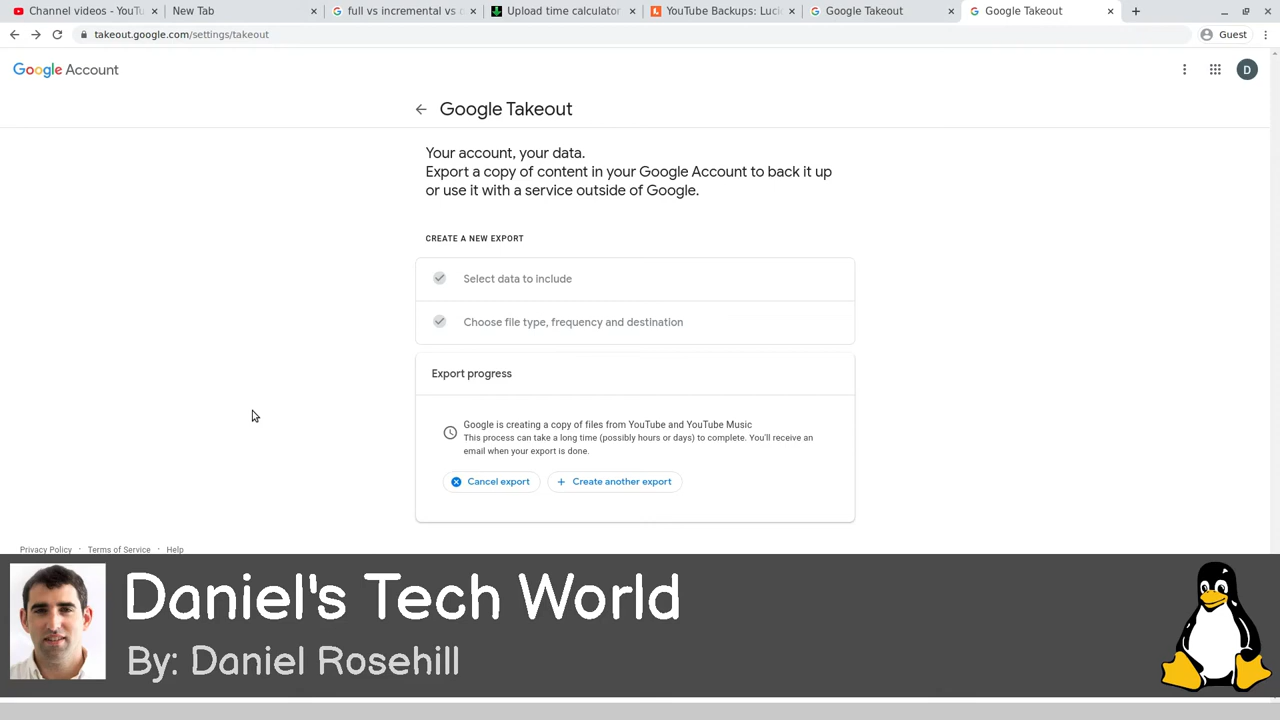 Channel videos - YouTu
New Tab
full vs incremental vs d
Upload time calculator
YouTube Backups: Lucid
Google Takeout
Google Takeout
takeout.google.com/settings/takeout
Guest
Google Account
D
Google Takeout
Your account, your data.
Export a copy of content in your Google Account to back it up
or use it with a service outside of Google.
CREATE A NEW EXPORT
Select data to include
Choose file type, frequency and destination
Export progress
Google is creating a copy of files from YouTube and YouTube Music
This process can take a long time (possibly hours or days) to complete. You'll receive an
email when your export is done.
Cancel export
Create another export
Privacy Policy · Terms of Service · Help
Daniel's Tech World
By: Daniel Rosehill